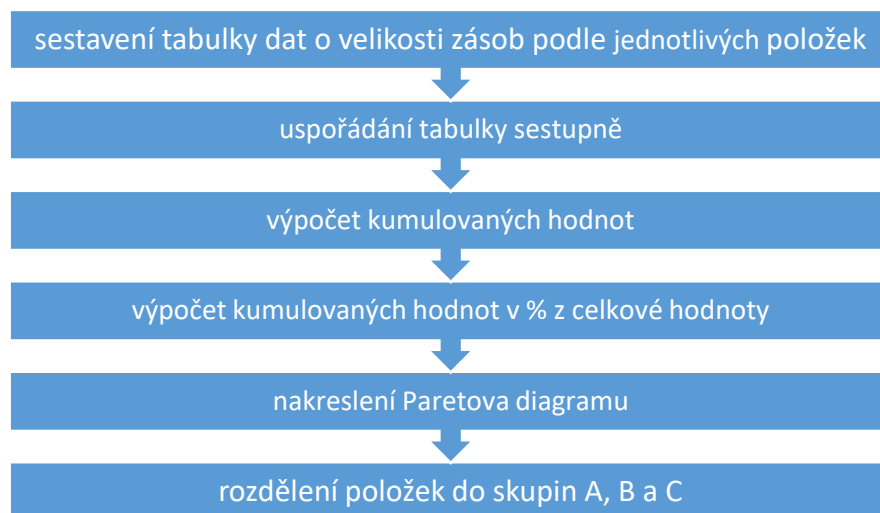 sestavení tabulky dat o velikosti zásob podle jednotlivých položek
uspořádání tabulky sestupně
výpočet kumulovaných hodnot
výpočet kumulovaných hodnot v % z celkové hodnoty
nakreslení Paretova diagramu
rozdělení položek do skupin A, B a C